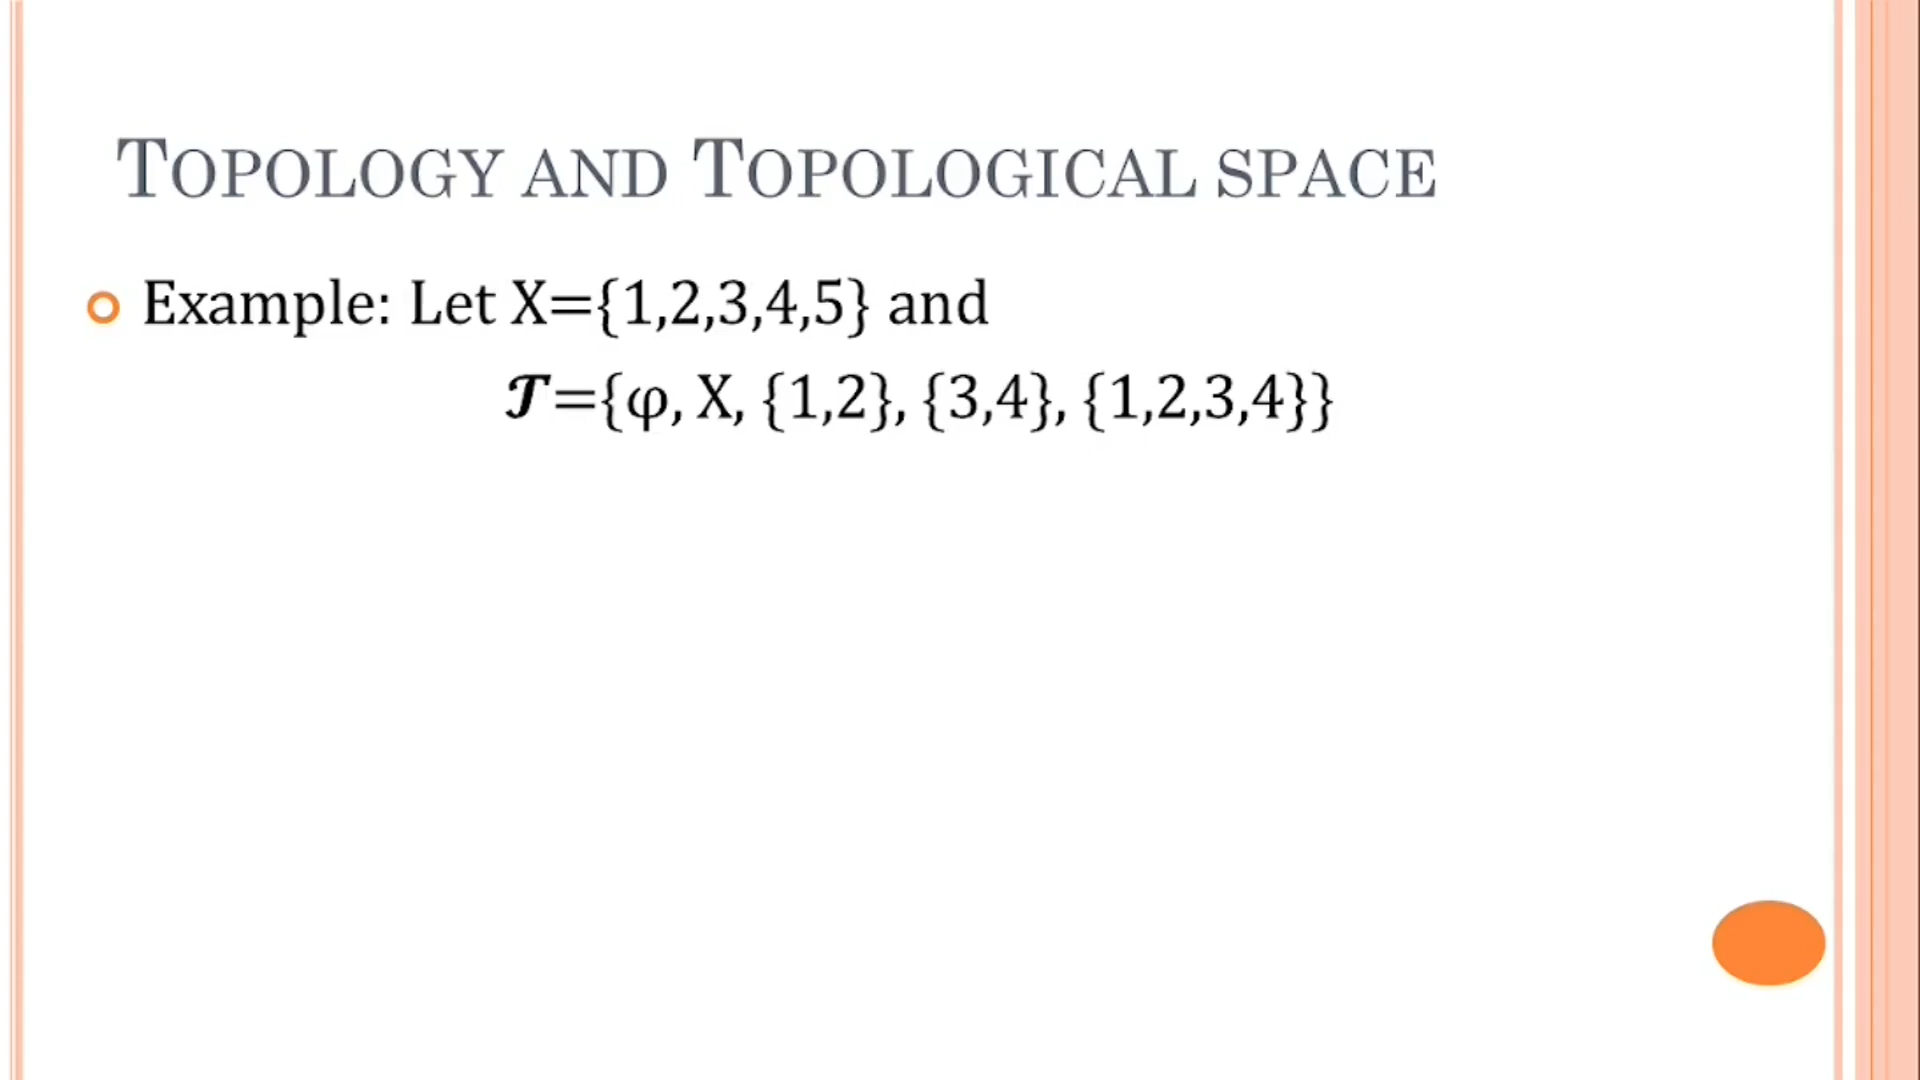 Topology and Topological space
Example: Let X={1,2,3,4,5} and
𝓣={φ, X, {1,2}, {3,4}, {1,2,3,4}}